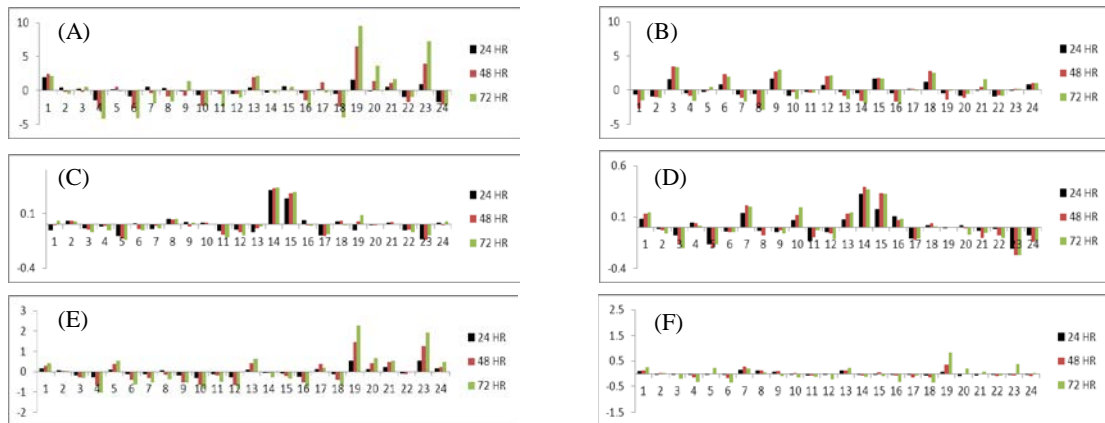 (A)
10
5
0
-5
1 2 3 4 5 6 7 8 9 10 11 12 13 14 15 16 17 18 19 20 21 22 23 24
24 HR
48 HR
72 HR
(B)
10
5
0
-5
1 2 3 4 5 6 7 8 9 10 11 12 13 14 15 16 17 18 19 20 21 22 23 24
24 HR
48 HR
72 HR
(C)
0.1
-0.4
1 2 3 4 5 6 7 8 9 10 11 12 13 14 15 16 17 18 19 20 21 22 23 24
24 HR
48 HR
72 HR
(D)
0.6
0.1
-0.4
1 2 3 4 5 6 7 8 9 10 11 12 13 14 15 16 17 18 19 20 21 22 23 24
24 HR
48 HR
72 HR
(E)
3
2
1
0
-1
-2
1 2 3 4 5 6 7 8 9 10 11 12 13 14 15 16 17 18 19 20 21 22 23 24
24 HR
48 HR
72 HR
(F)
2.5
1.5
0.5
-0.5
-1.5
1 2 3 4 5 6 7 8 9 10 11 12 13 14 15 16 17 18 19 20 21 22 23 24
24 HR
48 HR
72 HR